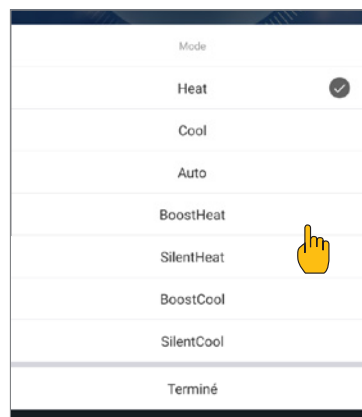 Mode
Heat
Cool
Auto
BoostHeat
SilentHeat
BoostCool
SilentCool
Terminé